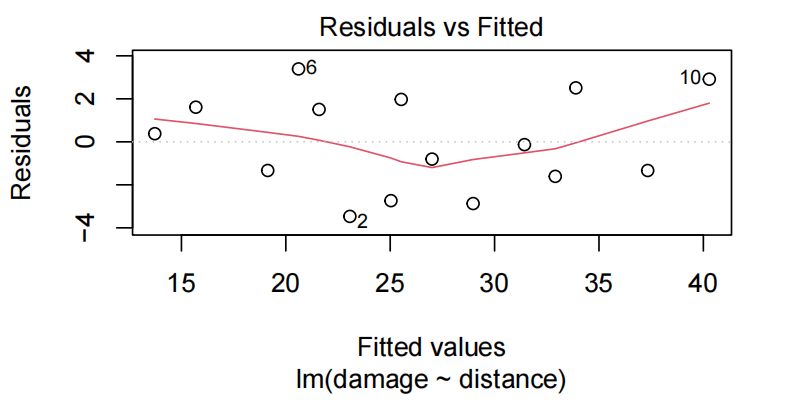 Residuals vs Fitted
Residuals
4
2
0
−4
6
2
10
15 20 25 30 35 40
Fitted values
lm(damage ~ distance)